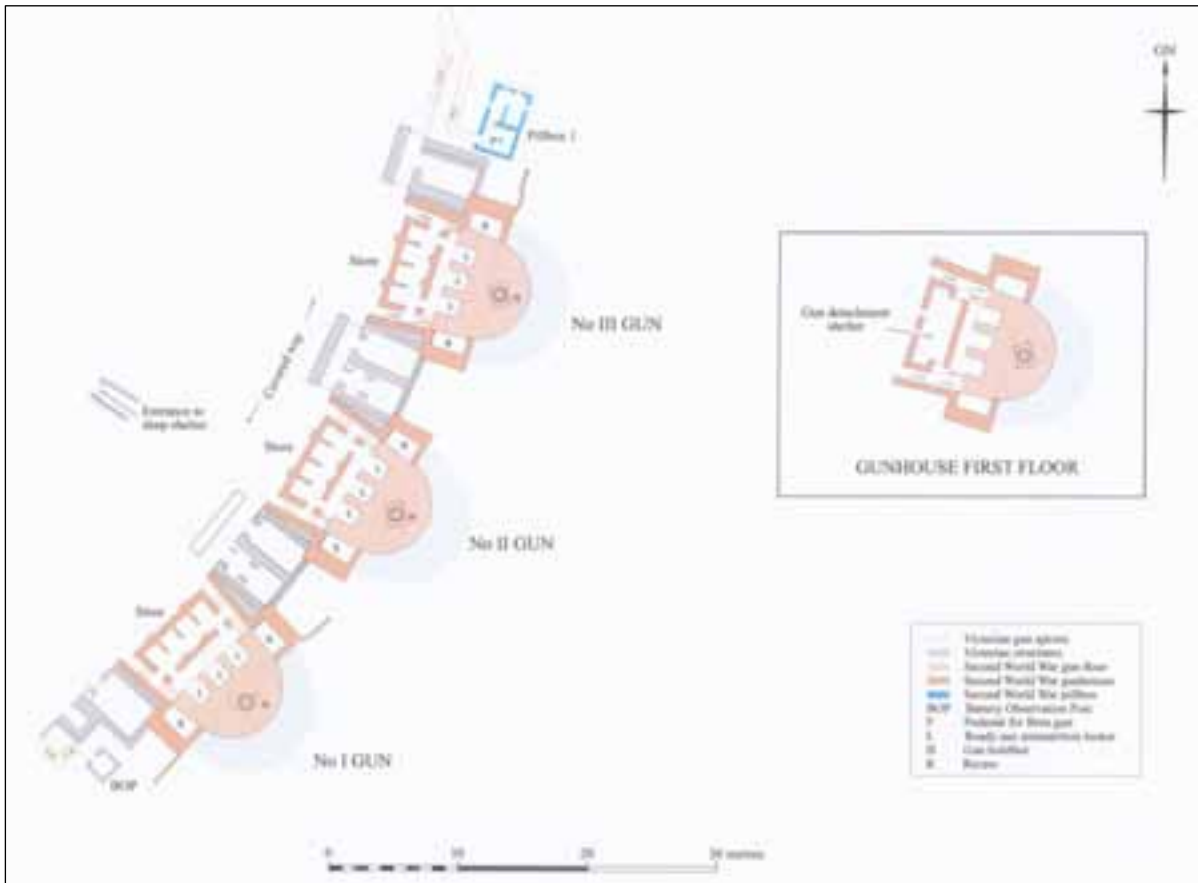 GN
Pillbox 1
Store
No III GUN
Covered way
Entrance to
deep shelter
Store
No II GUN
Store
No I GUN
BOP
Gun detachment
shelter
GUNHOUSE FIRST FLOOR
Victorian gun aprons
Victorian structures
Second World War gun floor
Second World War gunhouses
Second World War pillbox
BOP Battery Observation Post
P Pedestal for Bren gun
L Ready-use ammunition locker
H Gun holdfast
R Recess
0 10 20 30 metres